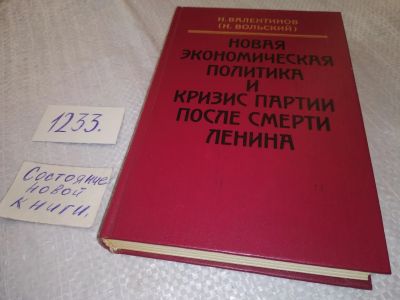 Н. ВАЛЕНТИНОВ
(Н. ВОЛЬСКИЙ)
НОВАЯ
ЭКОНОМИЧЕСКАЯ
ПОЛИТИКА
И
КРИЗИС ПАРТИИ
ПОСЛЕ СМЕРТИ
ЛЕНИНА
1233.
Состояние
новой
книги.